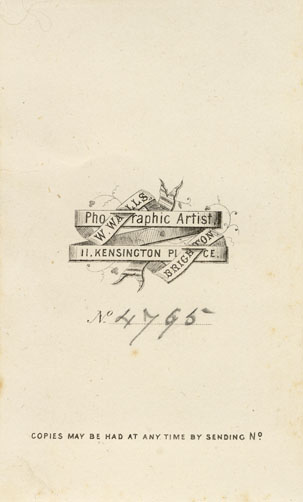 W. WALLS
Pho raphic Artist.
11. KENSINGTON PL CE.
BRIGHTON
No 4765
COPIES MAY BE HAD AT ANY TIME BY SENDING No